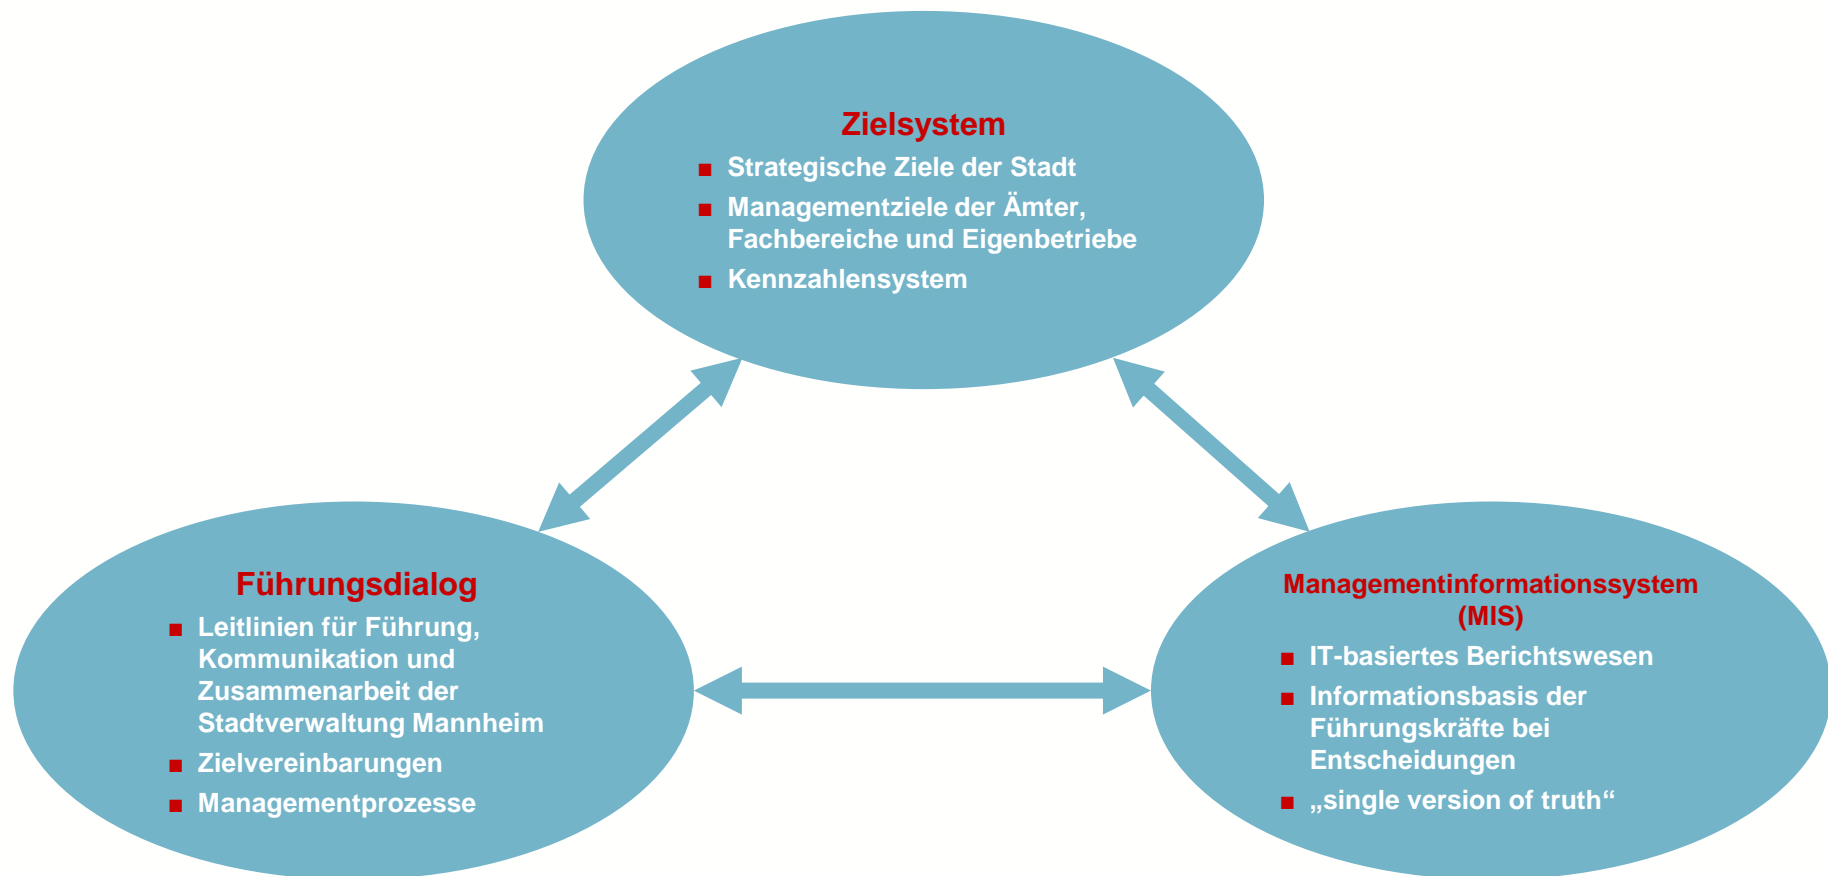 Zielsystem
■ Strategische Ziele der Stadt
■ Managementziele der Ämter,
Fachbereiche und Eigenbetriebe
■ Kennzahlensystem
Führungsdialog
■ Leitlinien für Führung,
Kommunikation und
Zusammenarbeit der
Stadtverwaltung Mannheim
■ Zielvereinbarungen
■ Managementprozesse
Managementinformationssystem
(MIS)
■ IT-basiertes Berichtswesen
■ Informationsbasis der
Führungskräfte bei
Entscheidungen
■ „single version of truth“